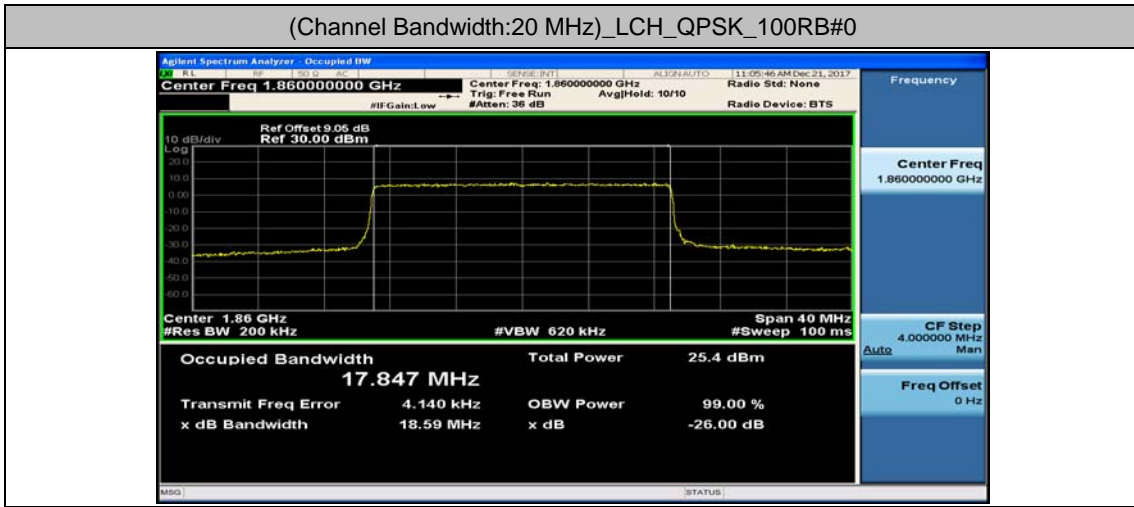 (Channel Bandwidth:20 MHz)_LCH_QPSK_100RB#0
Agilent Spectrum Analyzer - Occupied BW
LXI RL RF 50 Ω AC SENSE:INT ALIGN AUTO 11:05:46 AM Dec 21, 2017
Center Freq 1.860000000 GHz
Center Freq: 1.860000000 GHz
Radio Std: None
Trig: Free Run Avg|Hold: 10/10
#IFGain:Low #Atten: 36 dB Radio Device: BTS
Ref Offset 9.05 dB
10 dB/div Ref 30.00 dBm
Log
20.0
10.0
0.00
-10.0
-20.0
-30.0
-40.0
-50.0
-60.0
Center 1.86 GHz Span 40 MHz
#Res BW 200 kHz #VBW 620 kHz #Sweep 100 ms
Occupied Bandwidth Total Power 25.4 dBm
17.847 MHz
Transmit Freq Error 4.140 kHz OBW Power 99.00 %
x dB Bandwidth 18.59 MHz x dB -26.00 dB
MSG STATUS
Frequency
Center Freq
1.860000000 GHz
CF Step
4.000000 MHz
Auto Man
Freq Offset
0 Hz